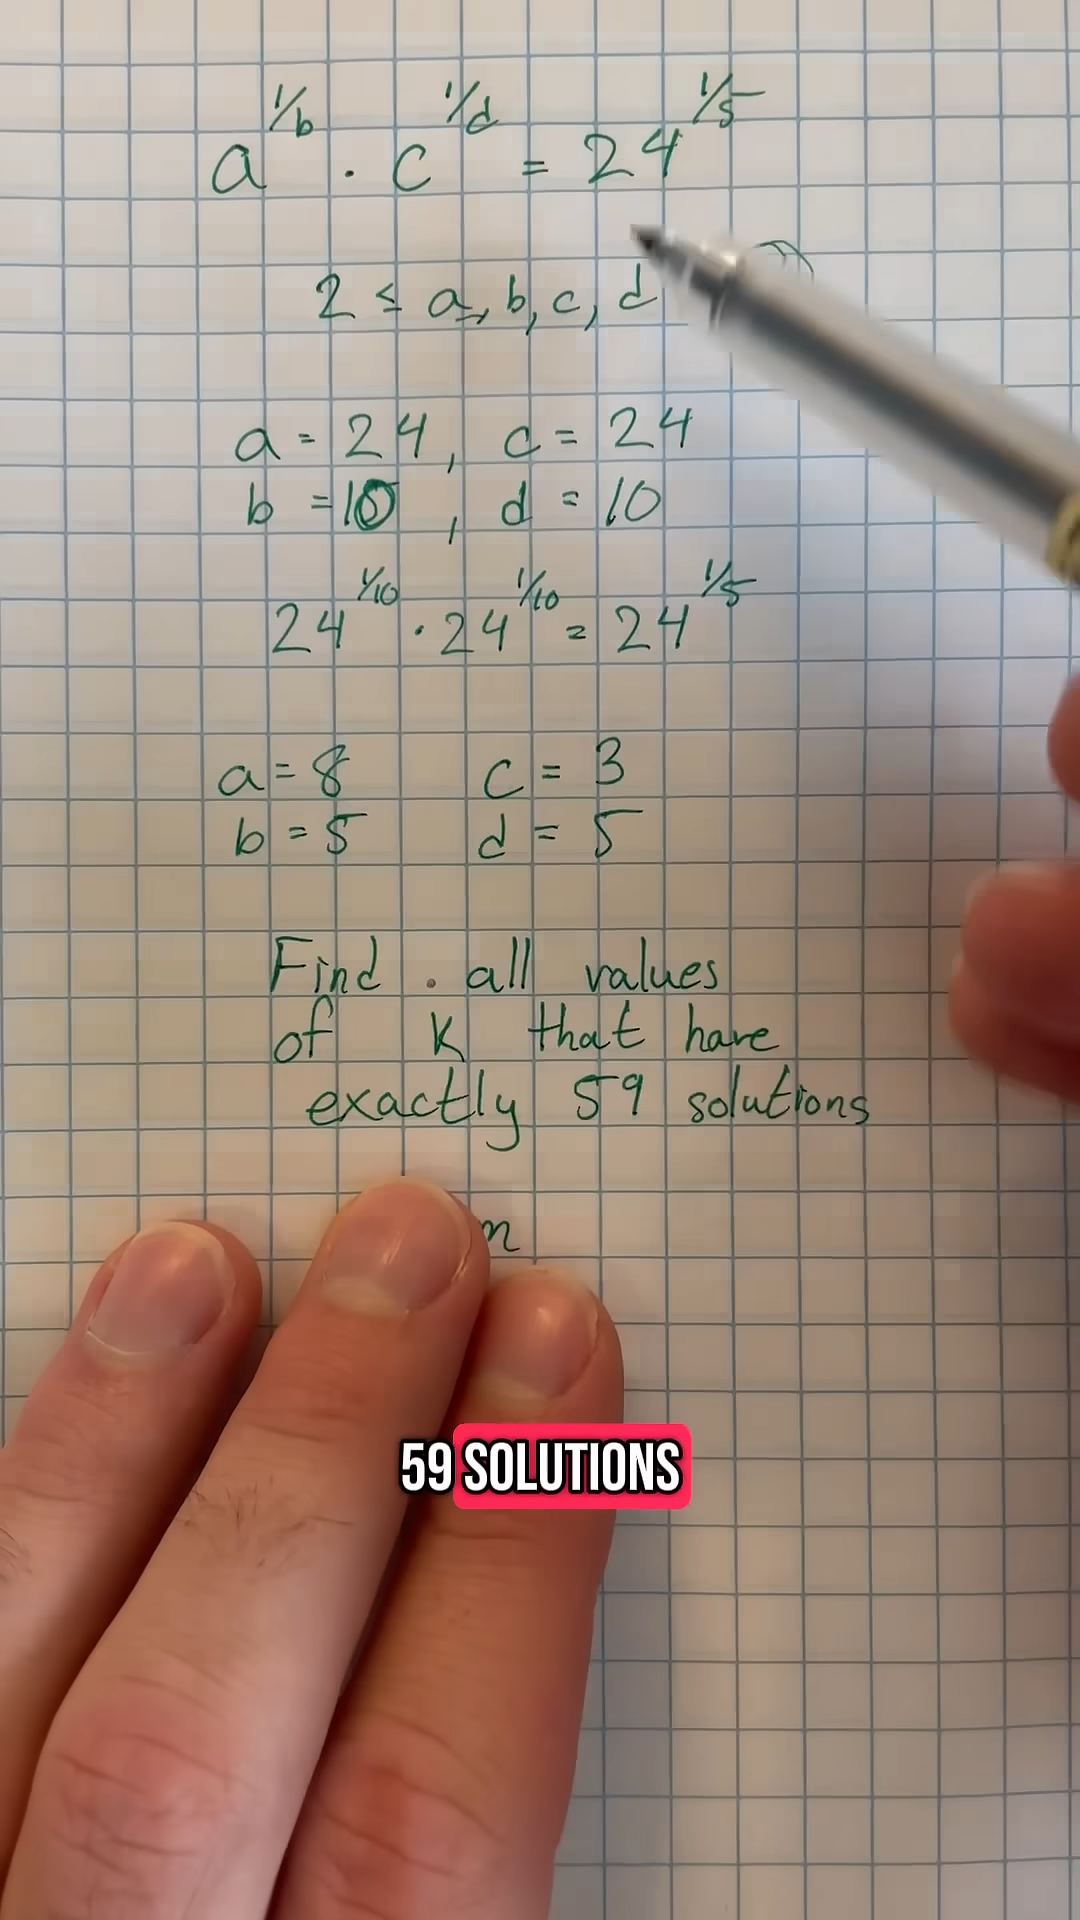 a^1/b · c^1/d = 24^1/5
2 ≤ a, b, c, d
a = 24, c = 24
b = 10, d = 10
24^1/10 · 24^1/10 = 24^1/5
a = 8 c = 3
b = 5 d = 5
Find all values
of K that have
exactly 59 solutions
n
59 SOLUTIONS